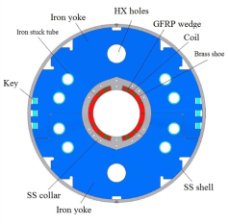 HX holes
Iron yoke
GFRP wedge
Coil
Iron stuck tube
Brass shoe
Key
SS collar
SS shell
Iron yoke